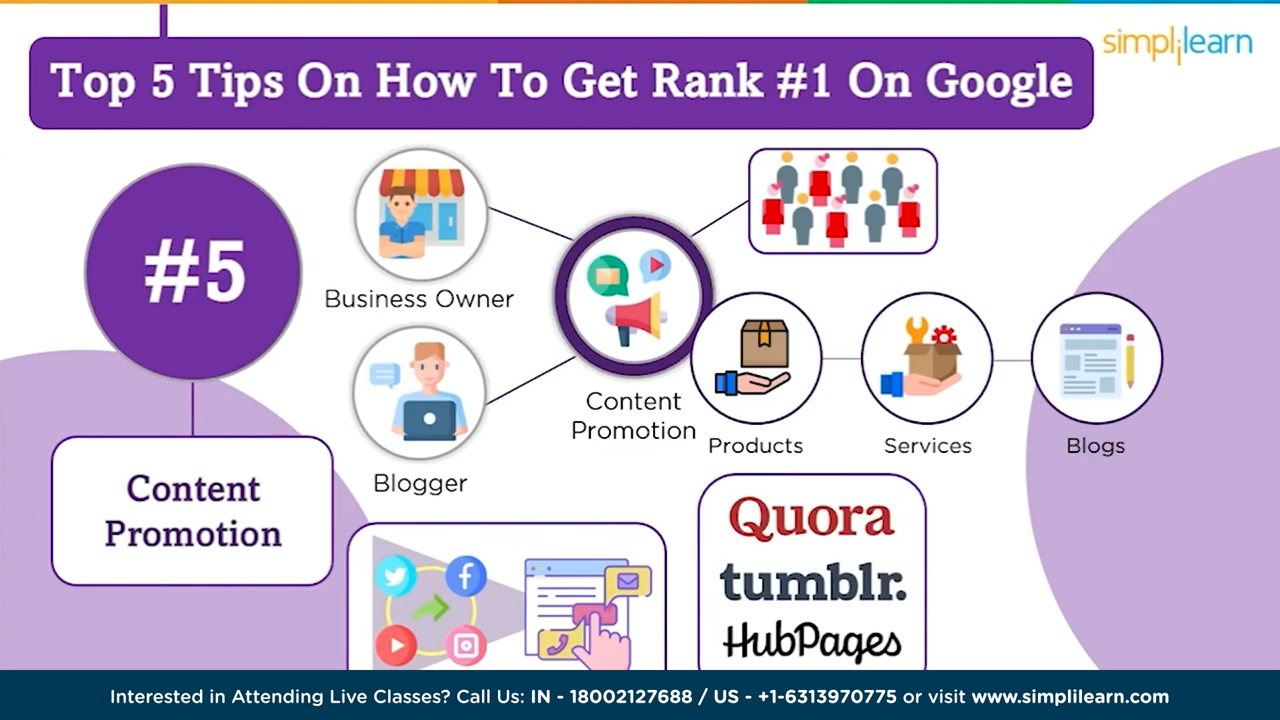 simplilearn
Top 5 Tips On How To Get Rank #1 On Google
#5
Content
Promotion
Business Owner
Blogger
Content
Promotion
Products
Services
Blogs
Quora
tumblr.
HubPages
Interested in Attending Live Classes? Call Us: IN - 18002127688 / US - +1-6313970775 or visit www.simplilearn.com